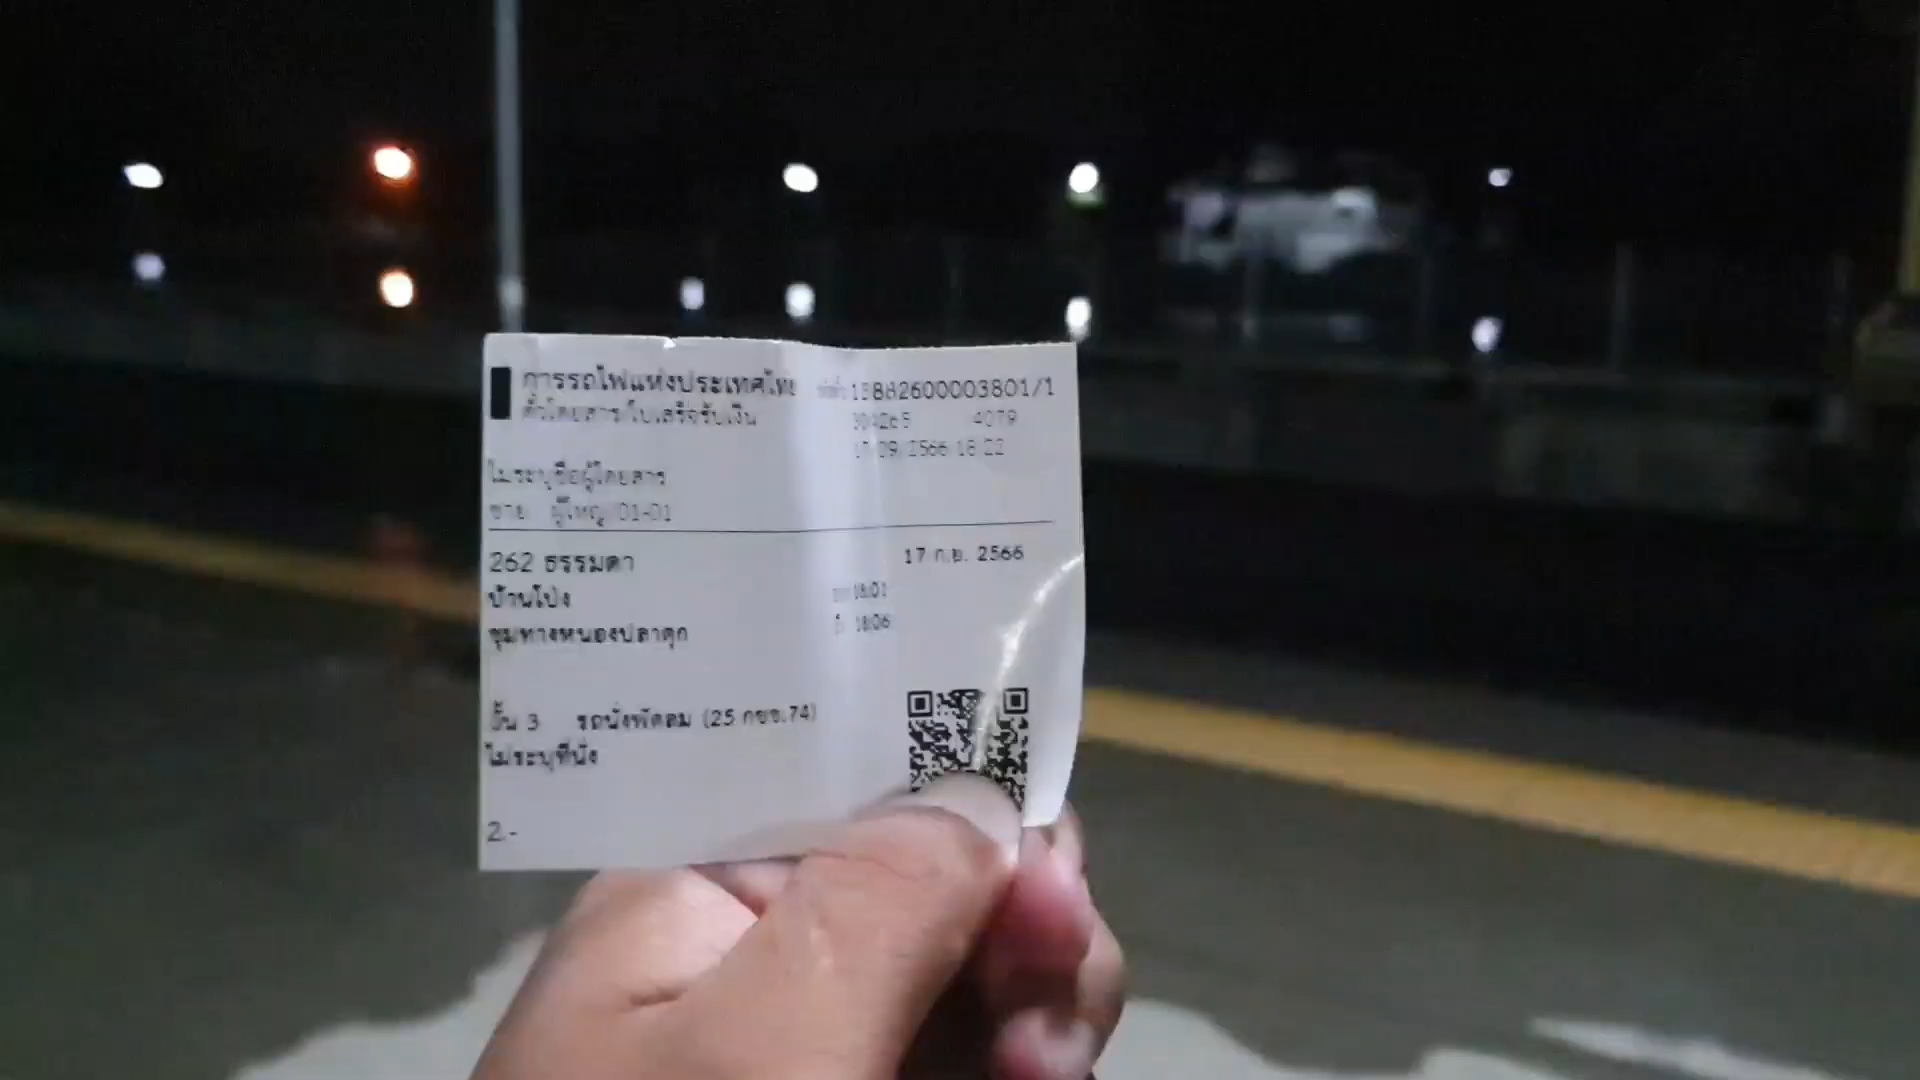 การรถไฟแห่งประเทศไทย
13882600003801/1
ตั๋วโดยสาร/ใบเสร็จรับเงิน
4079
17/09/2566 18:22
ไม่ระบุชื่อผู้โดยสาร
ชาย ผู้ใหญ่ 01-01
262 ธรรมดา
17 ก.ย. 2566
บ้านโป่ง
18:01
ชุมทางหนองปลาดุก
ถึง 18:06
ชั้น 3 รถนั่งพัดลม (25 กซข.74)
ไม่ระบุที่นั่ง
2.-